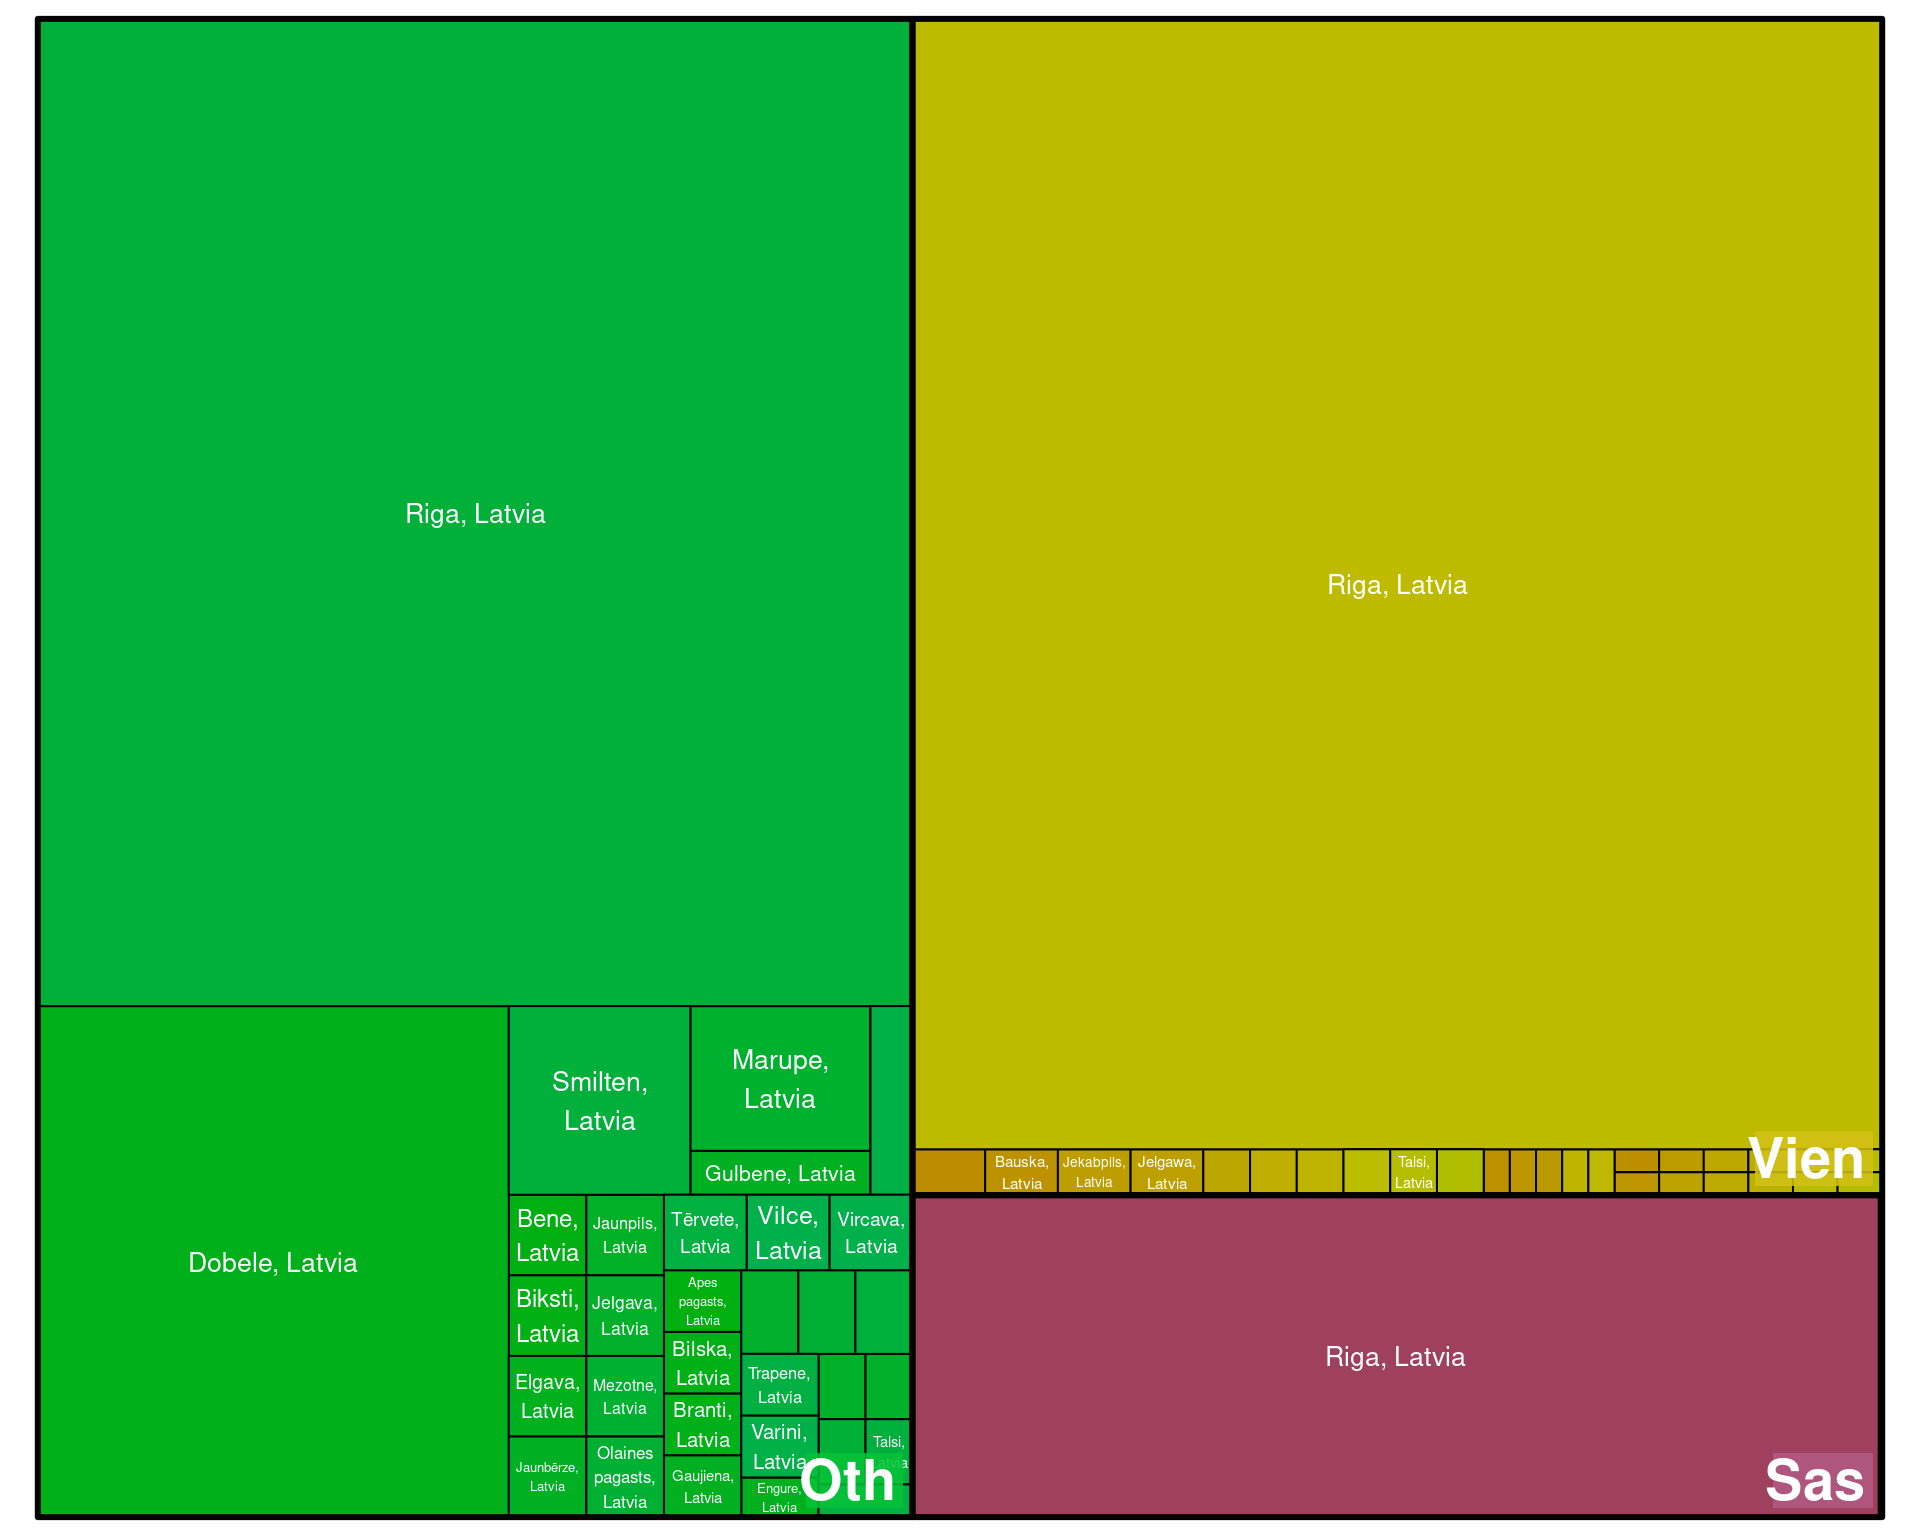 Riga, Latvia
Riga, Latvia
Smilten,
Latvia
Marupe,
Latvia
Gulbene, Latvia
Dobele, Latvia
Bene,
Latvia
Jaunpils,
Latvia
Tērvete,
Latvia
Vilce,
Latvia
Vircava,
Latvia
Biksti,
Latvia
Jelgava,
Latvia
Apes
pagasts,
Latvia
Bilska,
Latvia
Elgava,
Latvia
Mezotne,
Latvia
Branti,
Latvia
Trapene,
Latvia
Varini,
Latvia
Talsi,
Latvia
Jaunbērze,
Latvia
Olaines
pagasts,
Latvia
Gaujiena,
Latvia
Engure,
Latvia
Oth
Bauska,
Latvia
Jekabpils,
Latvia
Jelgawa,
Latvia
Talsi,
Latvia
Vien
Riga, Latvia
Sas